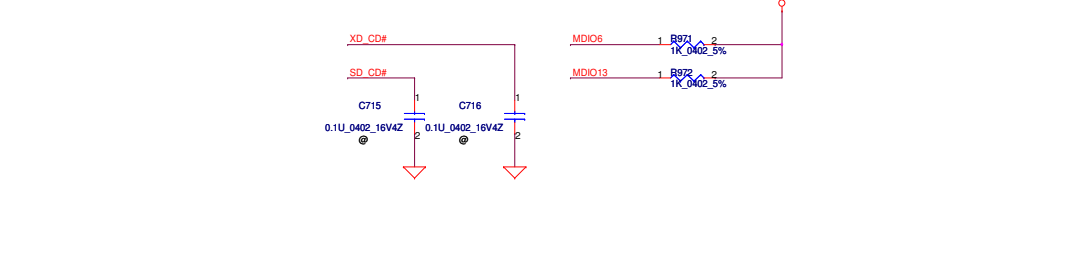 XD_CD#
SD_CD#
1
1
C715
C716
0.1U_0402_16V4Z
0.1U_0402_16V4Z
2
2
@
@
MDIO6
1
R971
2
1K_0402_5%
MDIO13
1
R972
2
1K_0402_5%